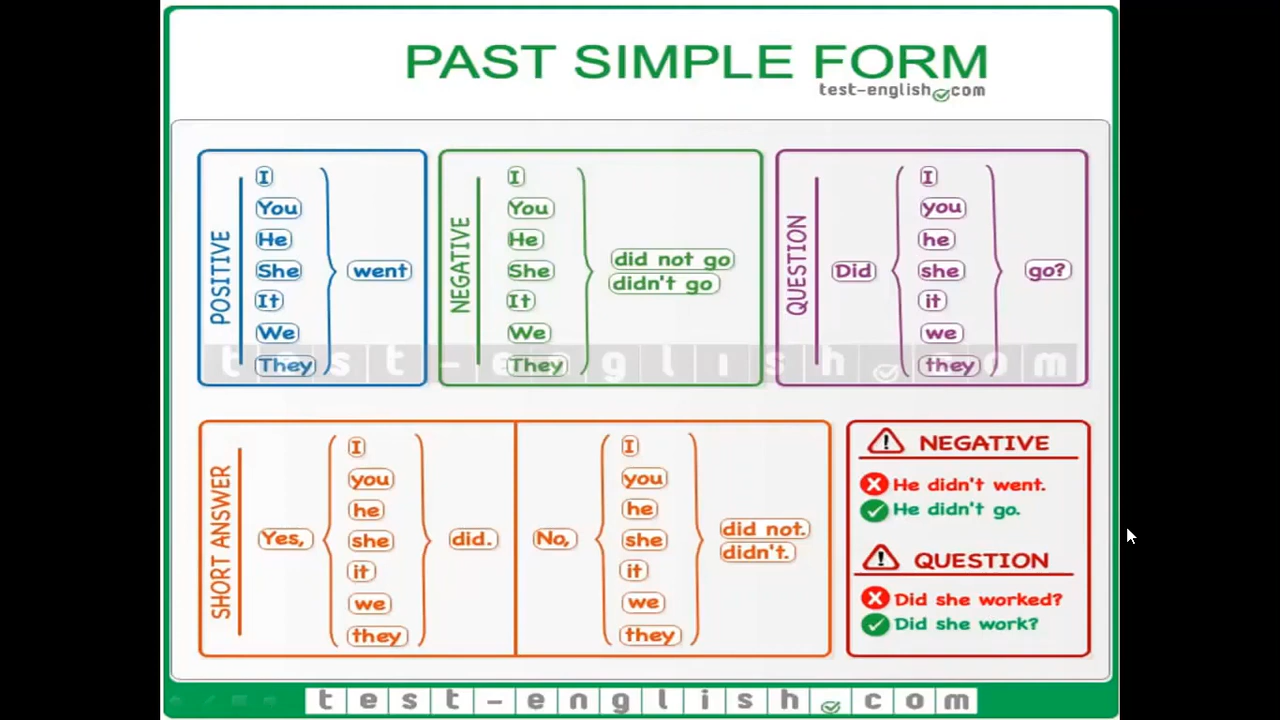 PAST SIMPLE FORM
test-english.com
POSITIVE
I
You
He
She
It
We
They
went
NEGATIVE
I
You
He
She
It
We
They
did not go
didn't go
QUESTION
Did
I
you
he
she
it
we
they
go?
test-english.com
SHORT ANSWER
Yes,
I
you
he
she
it
we
they
did.
No,
I
you
he
she
it
we
they
did not.
didn't.
NEGATIVE
He didn't went.
He didn't go.
QUESTION
Did she worked?
Did she work?
test-english.com